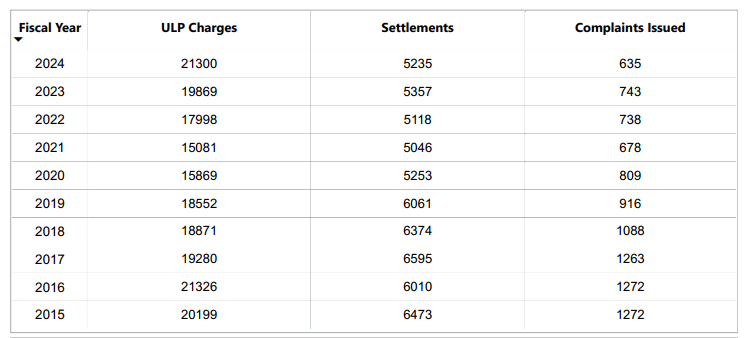 Fiscal Year ULP Charges Settlements Complaints Issued
2024 21300 5235 635
2023 19869 5357 743
2022 17998 5118 738
2021 15081 5046 678
2020 15869 5253 809
2019 18552 6061 916
2018 18871 6374 1088
2017 19280 6595 1263
2016 21326 6010 1272
2015 20199 6473 1272